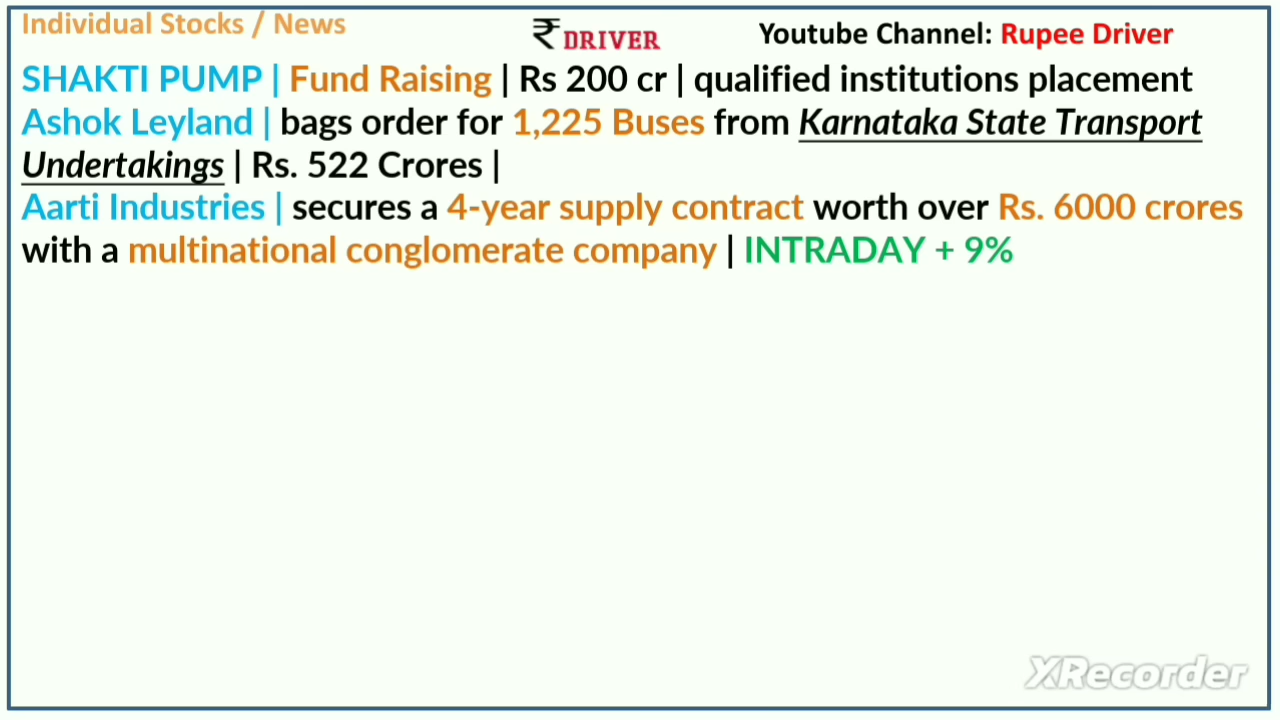 Individual Stocks / News
₹ DRIVER
Youtube Channel: Rupee Driver
SHAKTI PUMP | Fund Raising | Rs 200 cr | qualified institutions placement
Ashok Leyland | bags order for 1,225 Buses from Karnataka State Transport
Undertakings | Rs. 522 Crores |
Aarti Industries | secures a 4-year supply contract worth over Rs. 6000 crores
with a multinational conglomerate company | INTRADAY + 9%
XRecorder